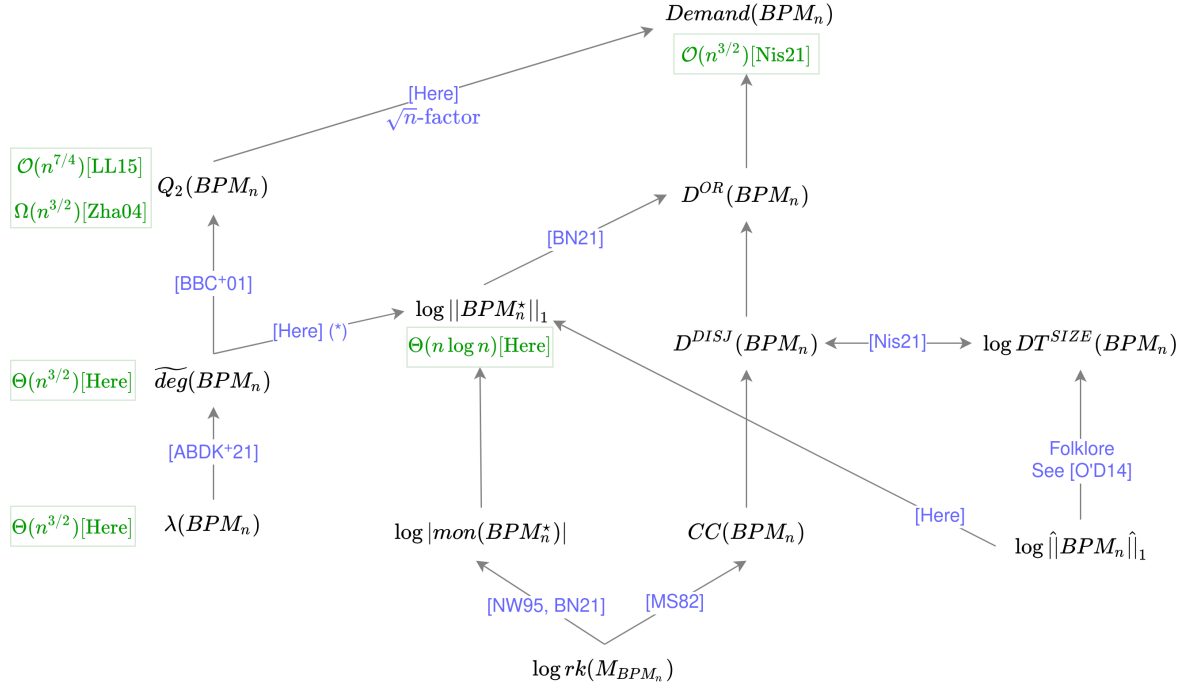 Demand(BPM_n)
𝒪(n^{3/2})[Nis21]
[Here]
√n-factor
𝒪(n^{7/4})[LL15]
Q_2(BPM_n)
Ω(n^{3/2})[Zha04]
D^{OR}(BPM_n)
[BN21]
[BBC^+01]
log||BPM_n^⋆||_1
[Here] (*)
Θ(n log n)[Here]
D^{DISJ}(BPM_n)
[Nis21]
log DT^{SIZE}(BPM_n)
Θ(n^{3/2})[Here]
\widetilde{deg}(BPM_n)
[ABDK^+21]
Folklore
See [O'D14]
Θ(n^{3/2})[Here]
λ(BPM_n)
[Here]
log|mon(BPM_n^⋆)|
CC(BPM_n)
log \hat{||}BPM_n\hat{||}_1
[NW95, BN21]
[MS82]
log rk(M_{BPM_n})